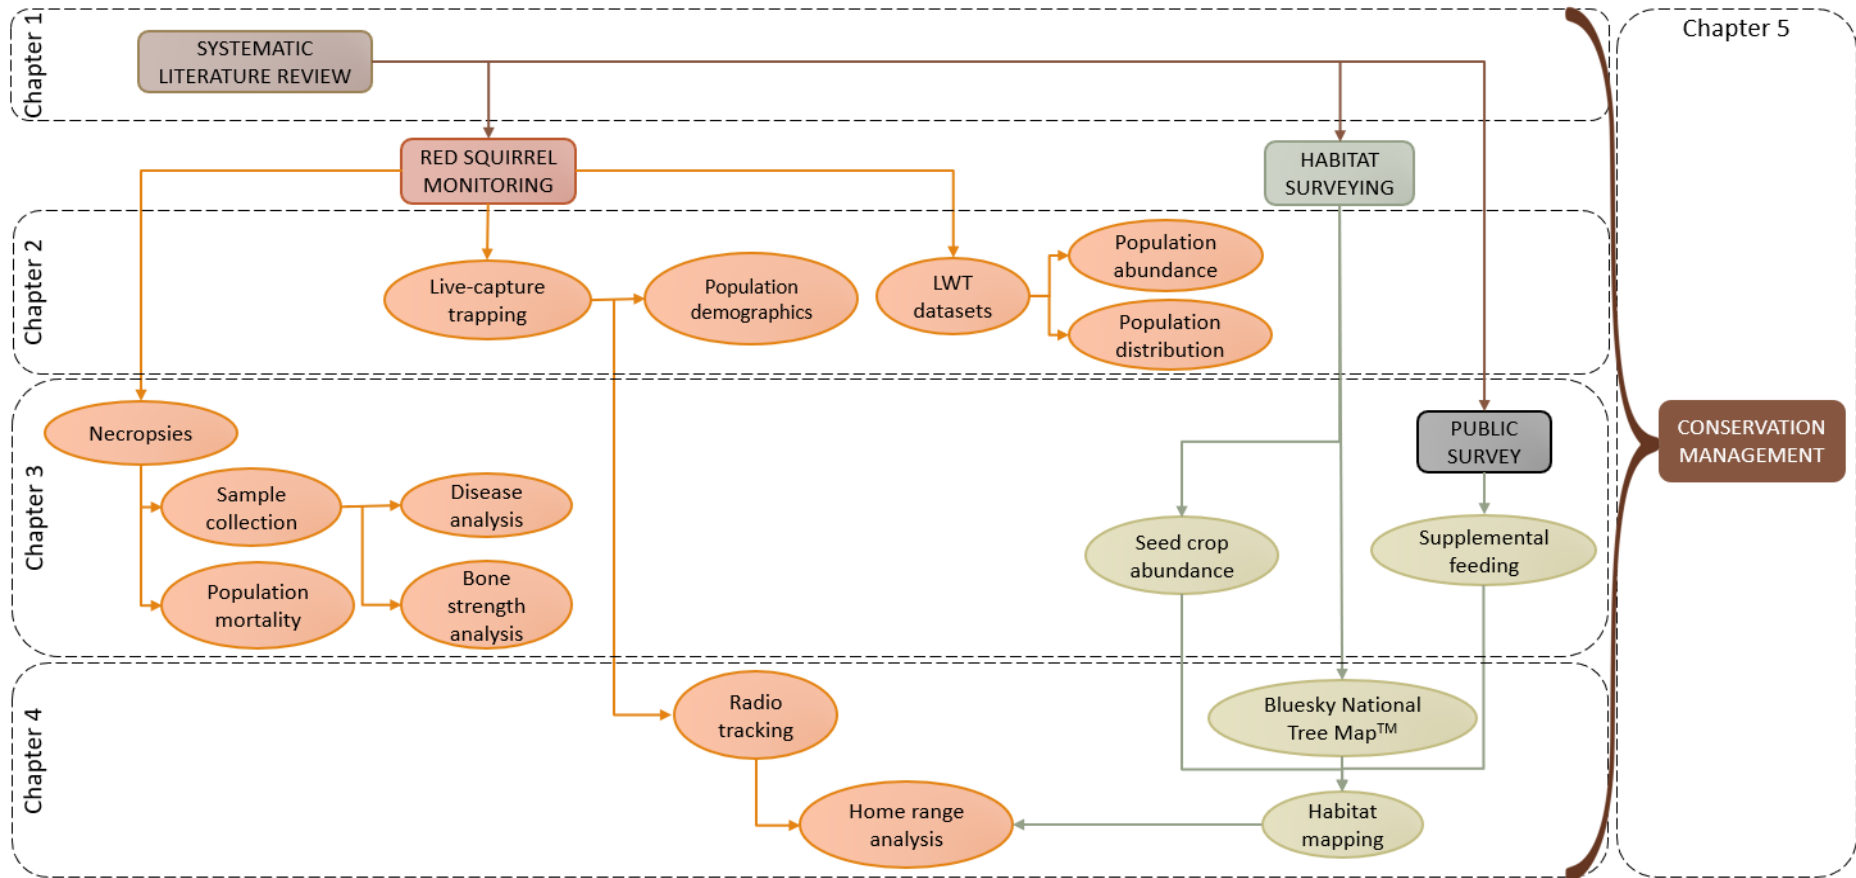 Chapter 1
SYSTEMATIC
LITERATURE REVIEW
Chapter 5
RED SQUIRREL
MONITORING
HABITAT
SURVEYING
Chapter 2
Live-capture
trapping
Population
demographics
LWT
datasets
Population
abundance
Population
distribution
Chapter 3
Necropsies
Sample
collection
Disease
analysis
Population
mortality
Bone
strength
analysis
PUBLIC
SURVEY
Seed crop
abundance
Supplemental
feeding
CONSERVATION
MANAGEMENT
Chapter 4
Radio
tracking
Bluesky National
Tree Map™
Home range
analysis
Habitat
mapping